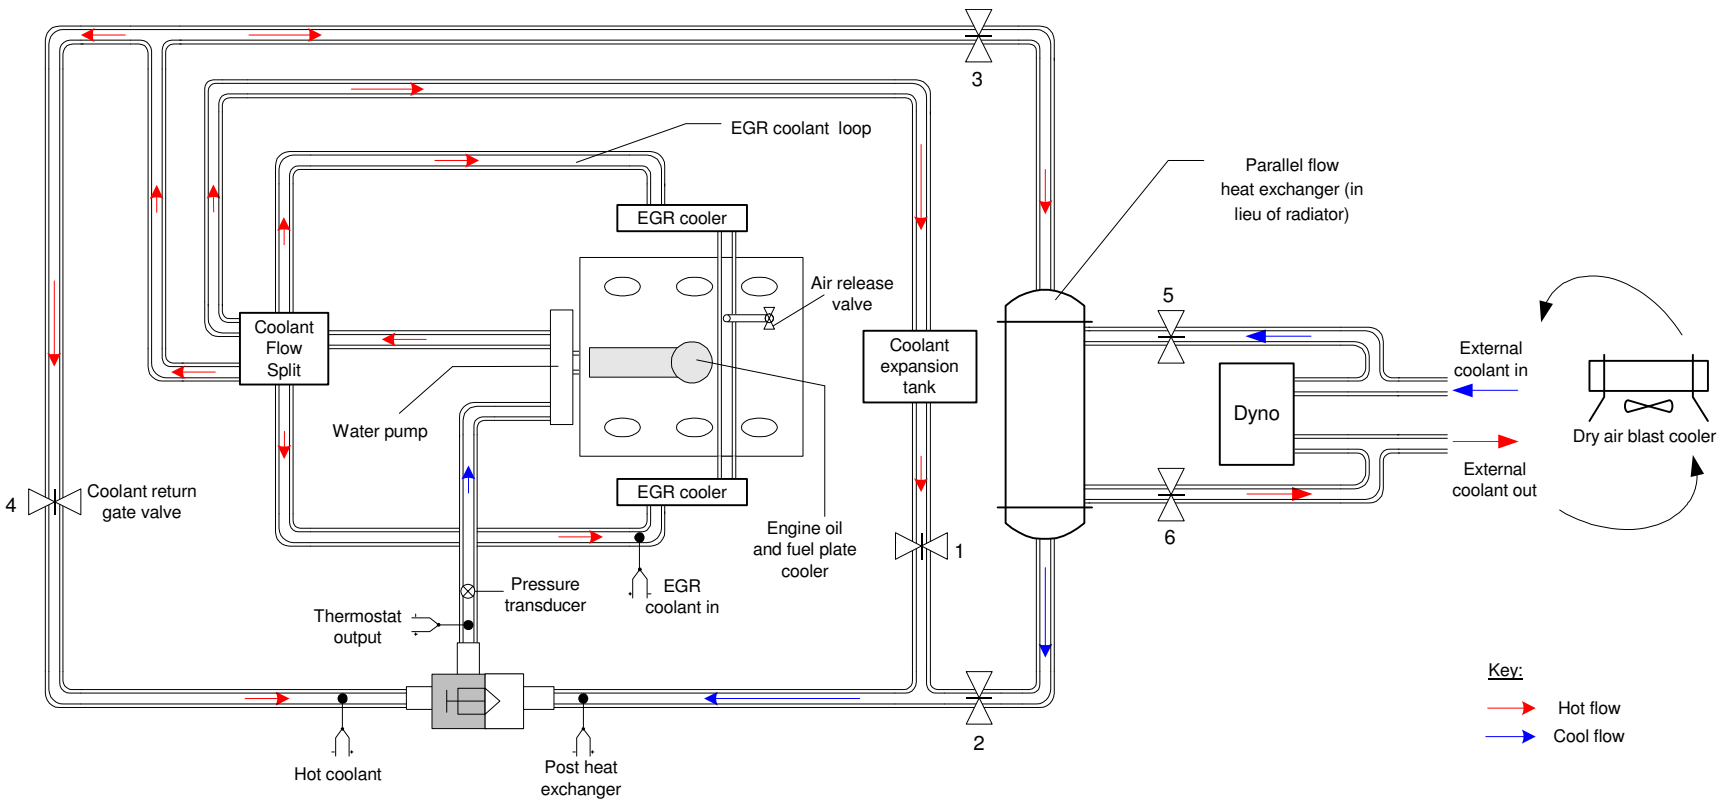 3
EGR coolant  loop
Parallel flow
heat exchanger (in
lieu of radiator)
EGR cooler
Air release
valve
5
Coolant
Flow
Split
Coolant
expansion
tank
External
coolant in
Dyno
Water pump
Dry air blast cooler
External
coolant out
4
Coolant return
gate valve
EGR cooler
Engine oil
and fuel plate
cooler
6
1
Pressure
transducer
EGR
coolant in
Thermostat
output
Key:
Hot flow
Cool flow
2
Hot coolant
Post heat
exchanger